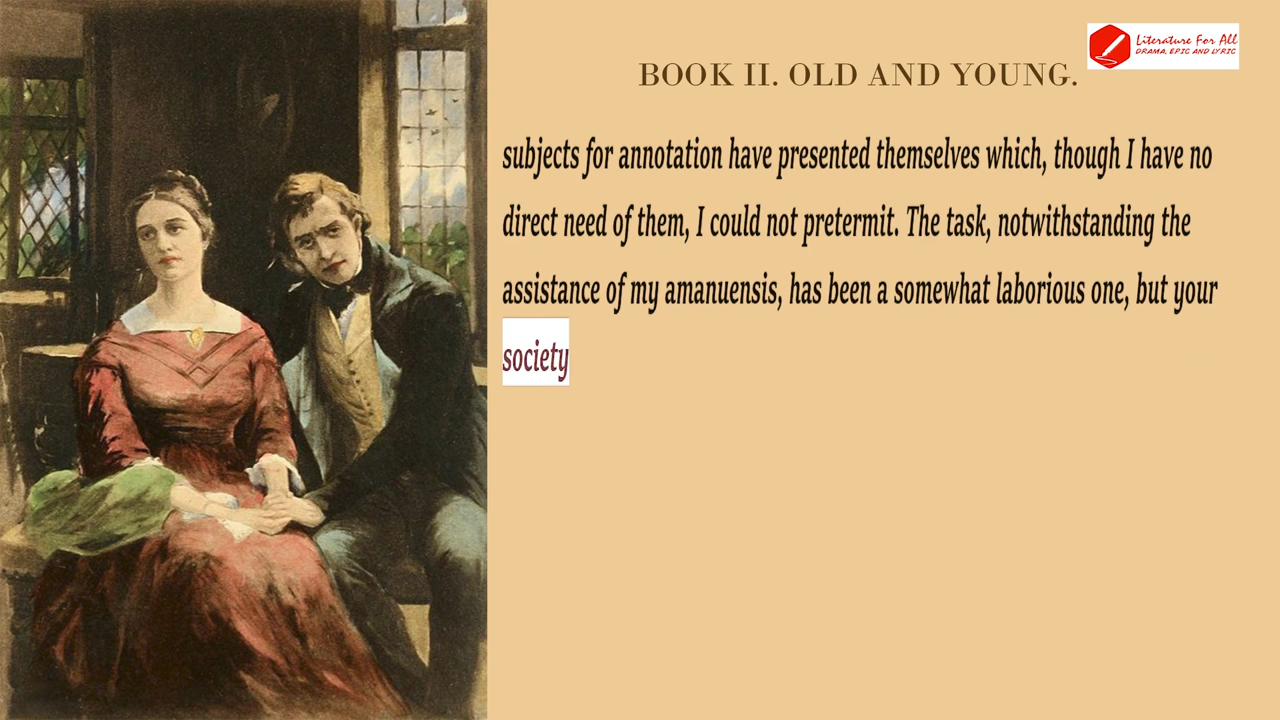 Literature For All
DRAMA, EPIC AND LYRIC
BOOK II. OLD AND YOUNG.
subjects for annotation have presented themselves which, though I have no
direct need of them, I could not pretermit. The task, notwithstanding the
assistance of my amanuensis, has been a somewhat laborious one, but your
society